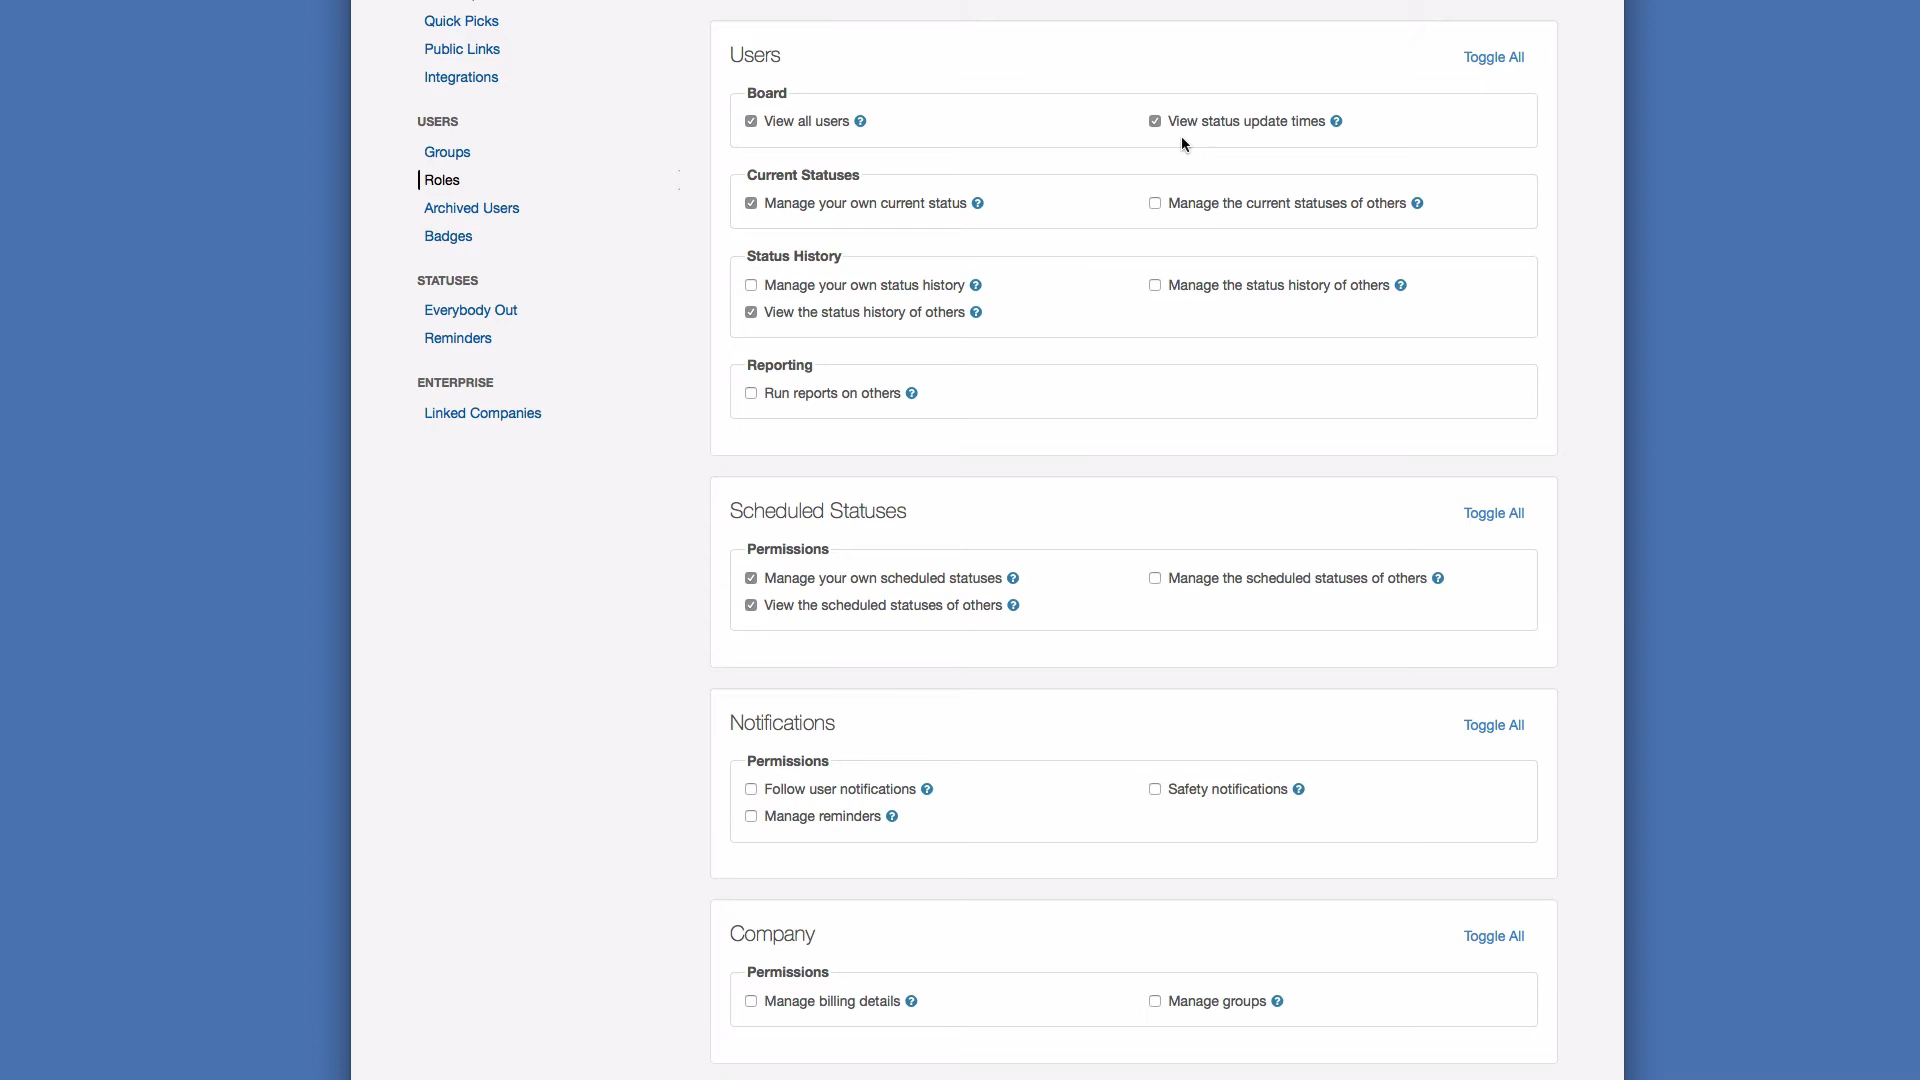 Quick Picks
Public Links
Integrations
USERS
Groups
Roles
Archived Users
Badges
STATUSES
Everybody Out
Reminders
ENTERPRISE
Linked Companies
Users
Toggle All
Board
View all users ?
View status update times ?
Current Statuses
Manage your own current status ?
Manage the current statuses of others ?
Status History
Manage your own status history ?
Manage the status history of others ?
View the status history of others ?
Reporting
Run reports on others ?
Scheduled Statuses
Toggle All
Permissions
Manage your own scheduled statuses ?
Manage the scheduled statuses of others ?
View the scheduled statuses of others ?
Notifications
Toggle All
Permissions
Follow user notifications ?
Safety notifications ?
Manage reminders ?
Company
Toggle All
Permissions
Manage billing details ?
Manage groups ?